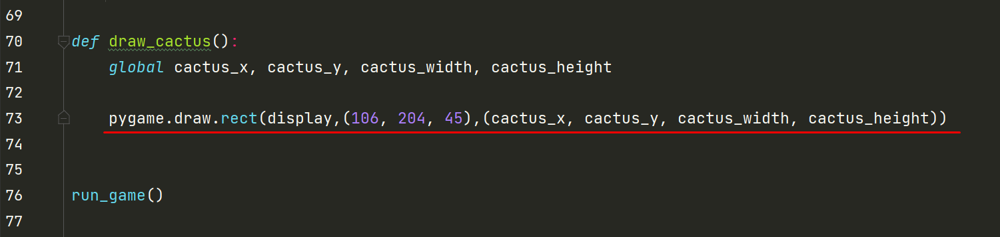 69
70 def draw_cactus():
71 global cactus_x, cactus_y, cactus_width, cactus_height
72
73 pygame.draw.rect(display,(106, 204, 45),(cactus_x, cactus_y, cactus_width, cactus_height))
74
75
76 run_game()
77